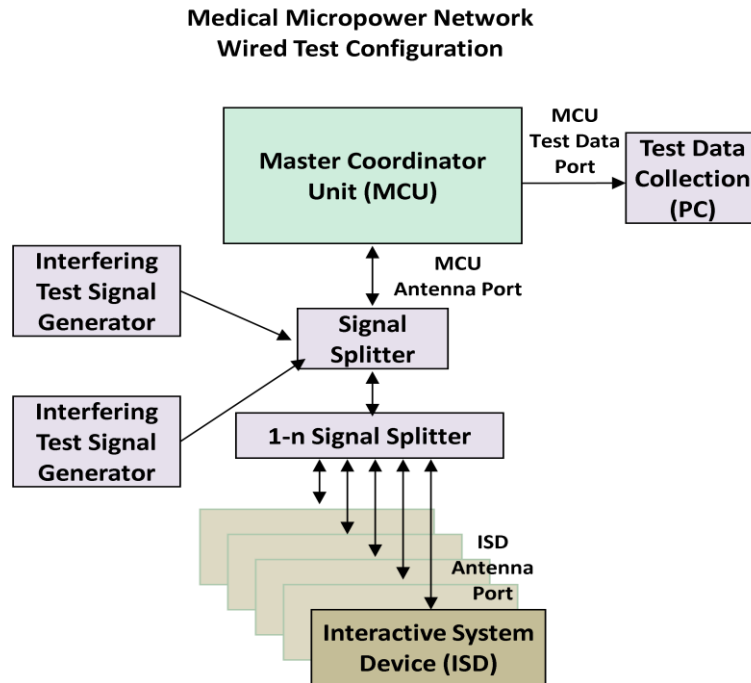 Medical Micropower Network
Wired Test Configuration
Master Coordinator
Unit (MCU)
MCU
Test Data
Port
Test Data
Collection
(PC)
Interfering
Test Signal
Generator
MCU
Antenna Port
Signal
Splitter
Interfering
Test Signal
Generator
1-n Signal Splitter
ISD
Antenna
Port
Interactive System
Device (ISD)